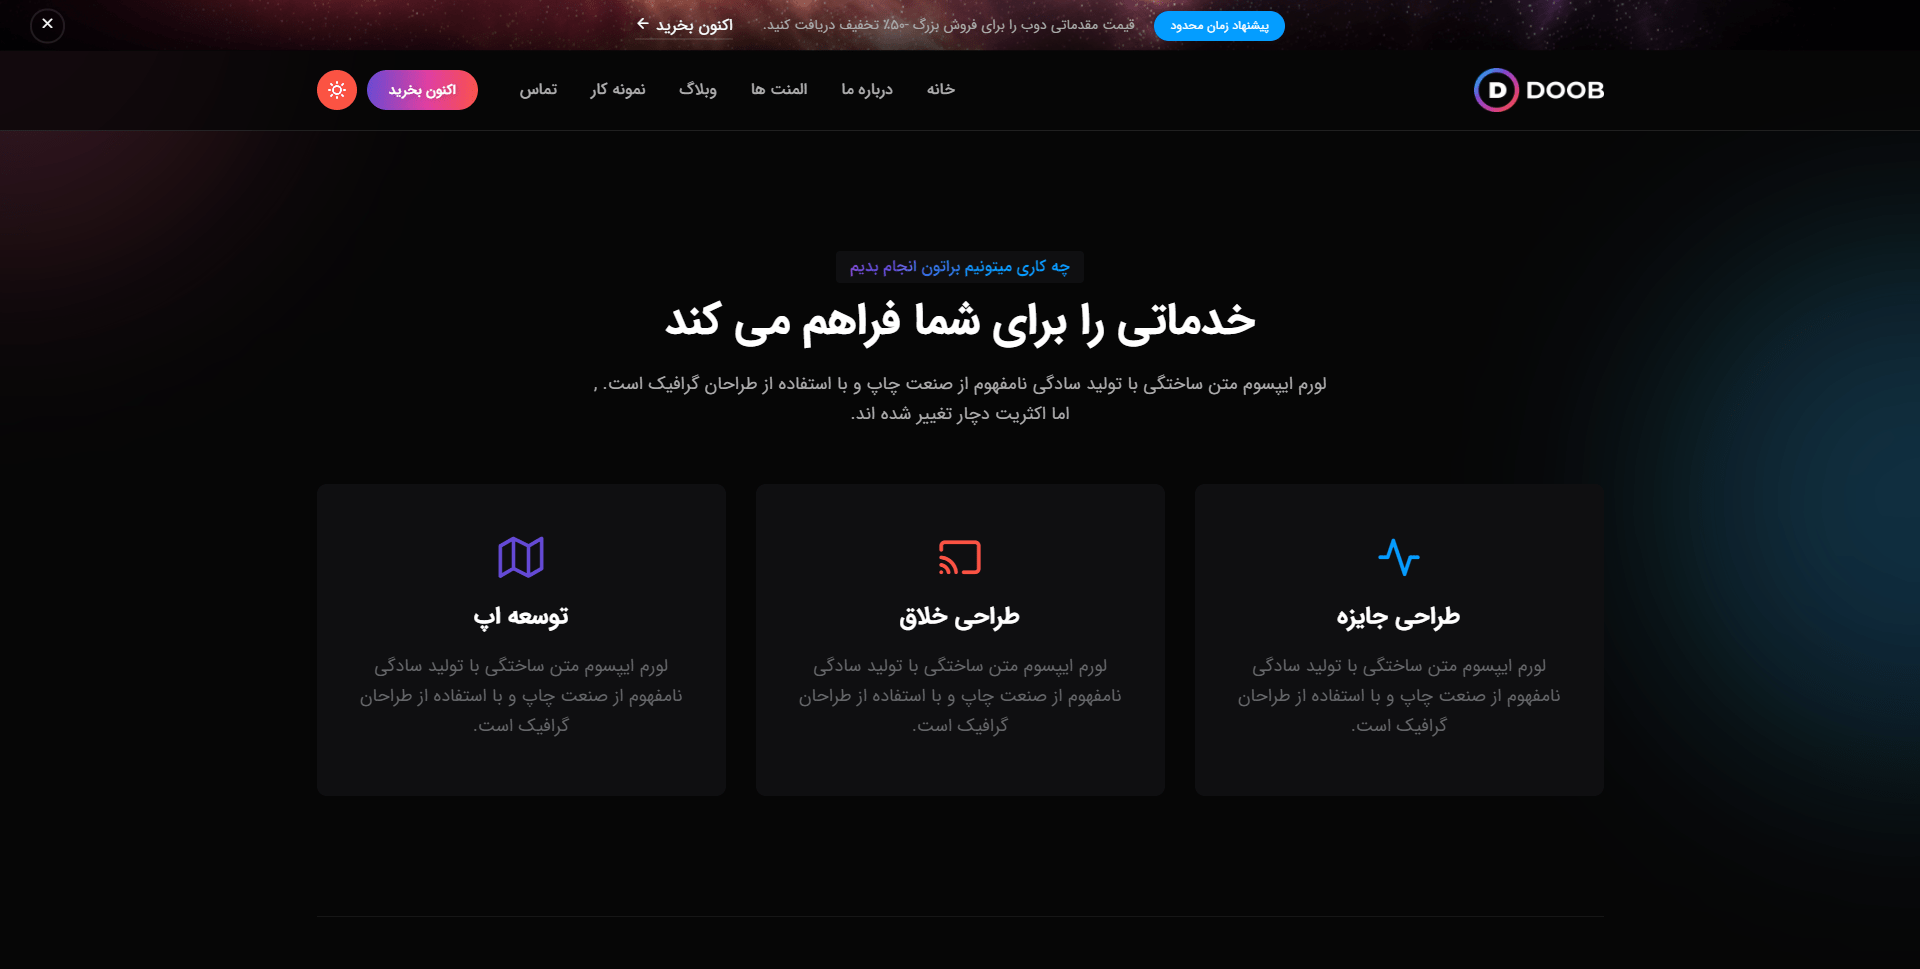 پیشنهاد زمان محدود
قیمت مقدماتی دوب را برای فروش بزرگ -۵۰٪ تخفیف دریافت کنید.
اکنون بخرید ←
DOOB
خانه
درباره ما
المنت ها
وبلاگ
نمونه کار
تماس
اکنون بخرید
چه کاری میتونیم براتون انجام بدیم
خدماتی را برای شما فراهم می کند
لورم ایپسوم متن ساختگی با تولید سادگی نامفهوم از صنعت چاپ و با استفاده از طراحان گرافیک است. ,
اما اکثریت دچار تغییر شده اند.
طراحی جایزه
لورم ایپسوم متن ساختگی با تولید سادگی
نامفهوم از صنعت چاپ و با استفاده از طراحان
گرافیک است.
طراحی خلاق
لورم ایپسوم متن ساختگی با تولید سادگی
نامفهوم از صنعت چاپ و با استفاده از طراحان
گرافیک است.
توسعه اپ
لورم ایپسوم متن ساختگی با تولید سادگی
نامفهوم از صنعت چاپ و با استفاده از طراحان
گرافیک است.